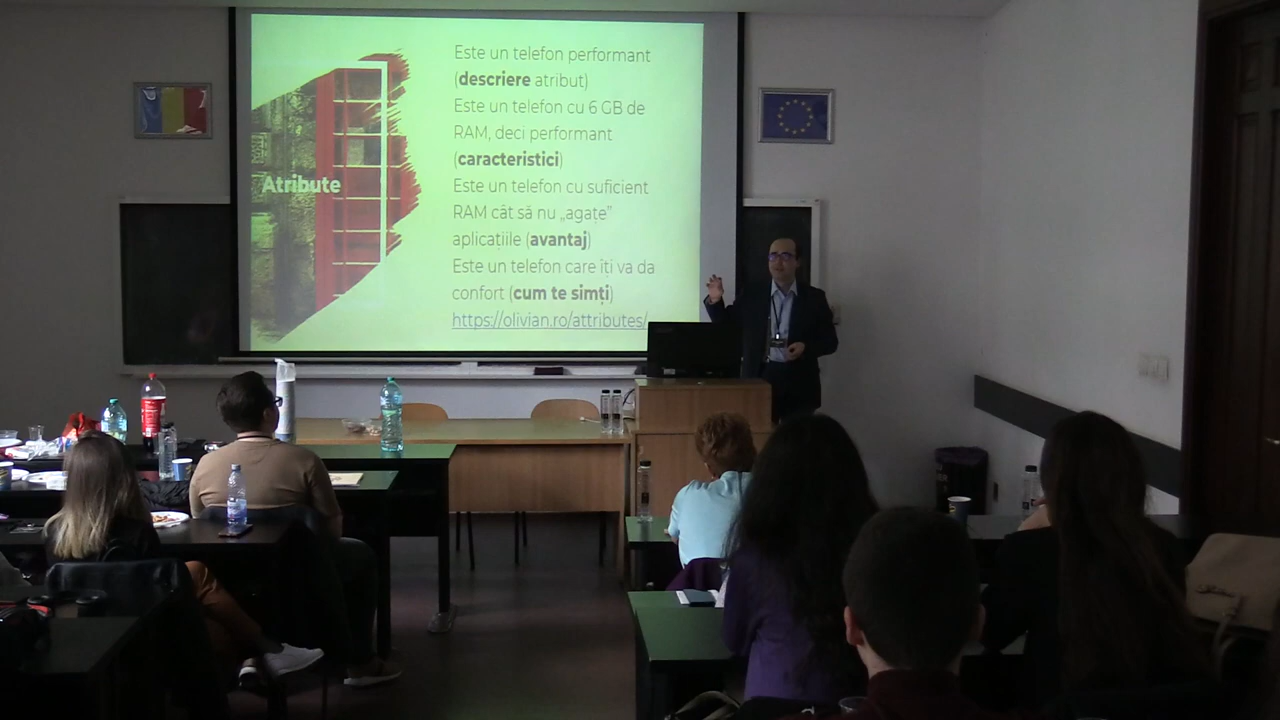 Atribute
Este un telefon performant
(descriere atribut)
Este un telefon cu 6 GB de
RAM, deci performant
(caracteristici)
Este un telefon cu suficient
RAM cât să nu „agațe”
aplicațiile (avantaj)
Este un telefon care îți va da
confort (cum te simți)
https://olivian.ro/attributes/